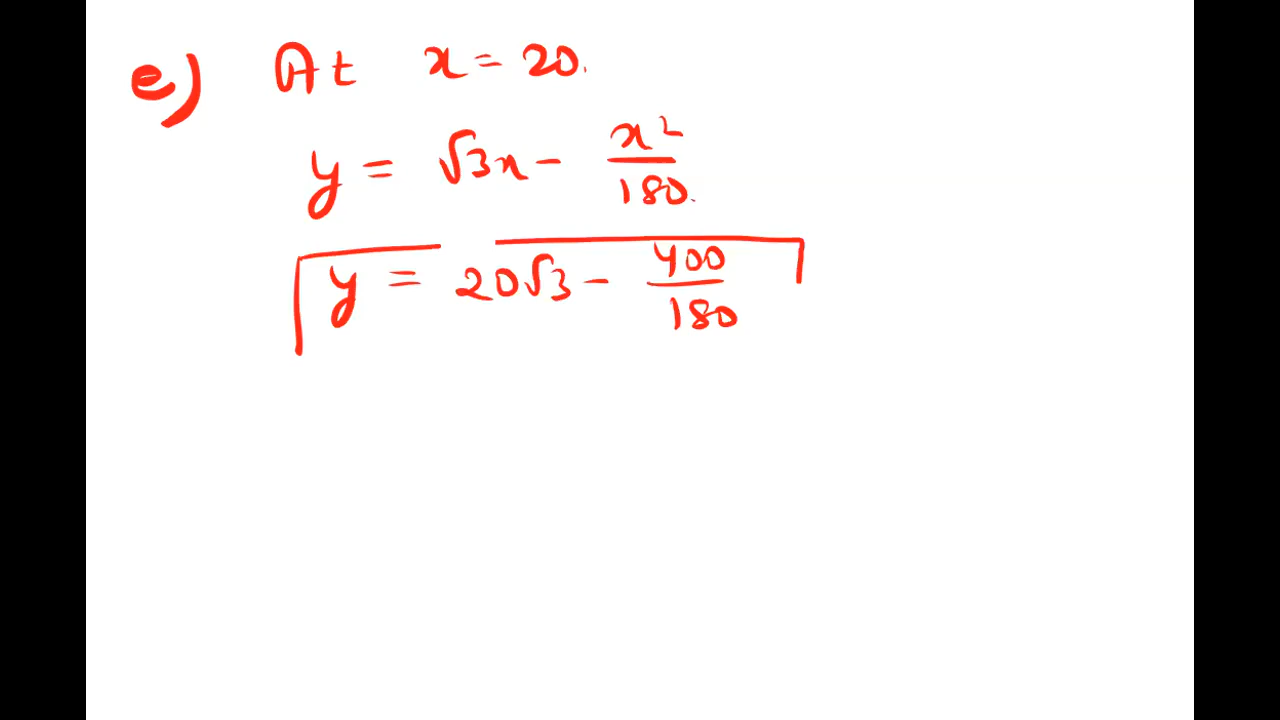 e) At x = 20.
y = √3x - x²/180.
y = 20√3 - 400/180